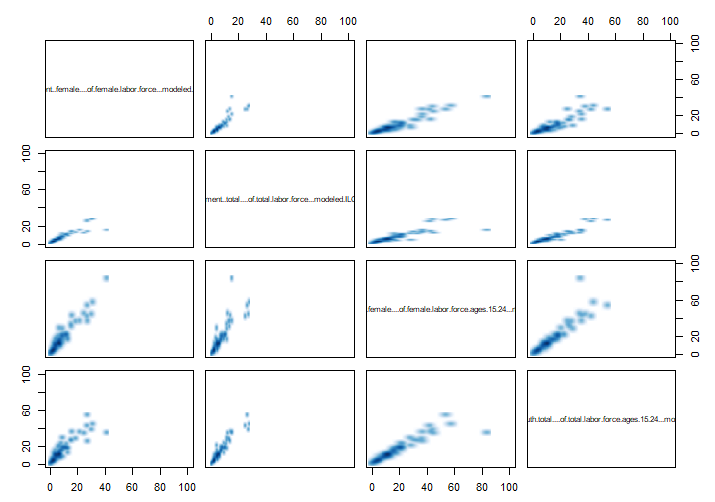 0 20 40 60 80 100 0 20 40 60 80 100
nt..female....of.female.labor.force...modeled.
0 20 60 100
0 20 60 100
ment..total....of.total.labor.force...modeled.ILO
.female....of.female.labor.force.ages.15.24...n
0 20 60 100
0 20 60 100
uth.total....of.total.labor.force.ages.15.24...mo
0 20 40 60 80 100 0 20 40 60 80 100